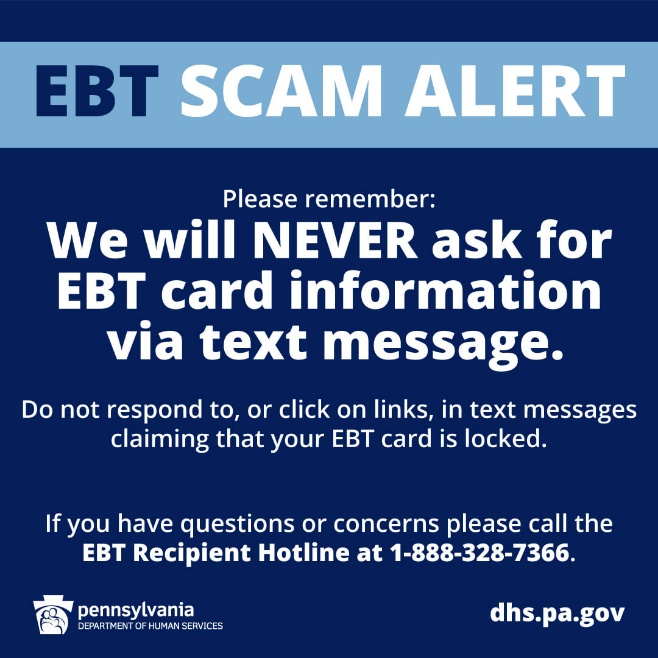 EBT SCAM ALERT
Please remember:
We will NEVER ask for
EBT card information
via text message.
Do not respond to, or click on links, in text messages
claiming that your EBT card is locked.
If you have questions or concerns please call the
EBT Recipient Hotline at 1-888-328-7366.
pennsylvania
DEPARTMENT OF HUMAN SERVICES
dhs.pa.gov